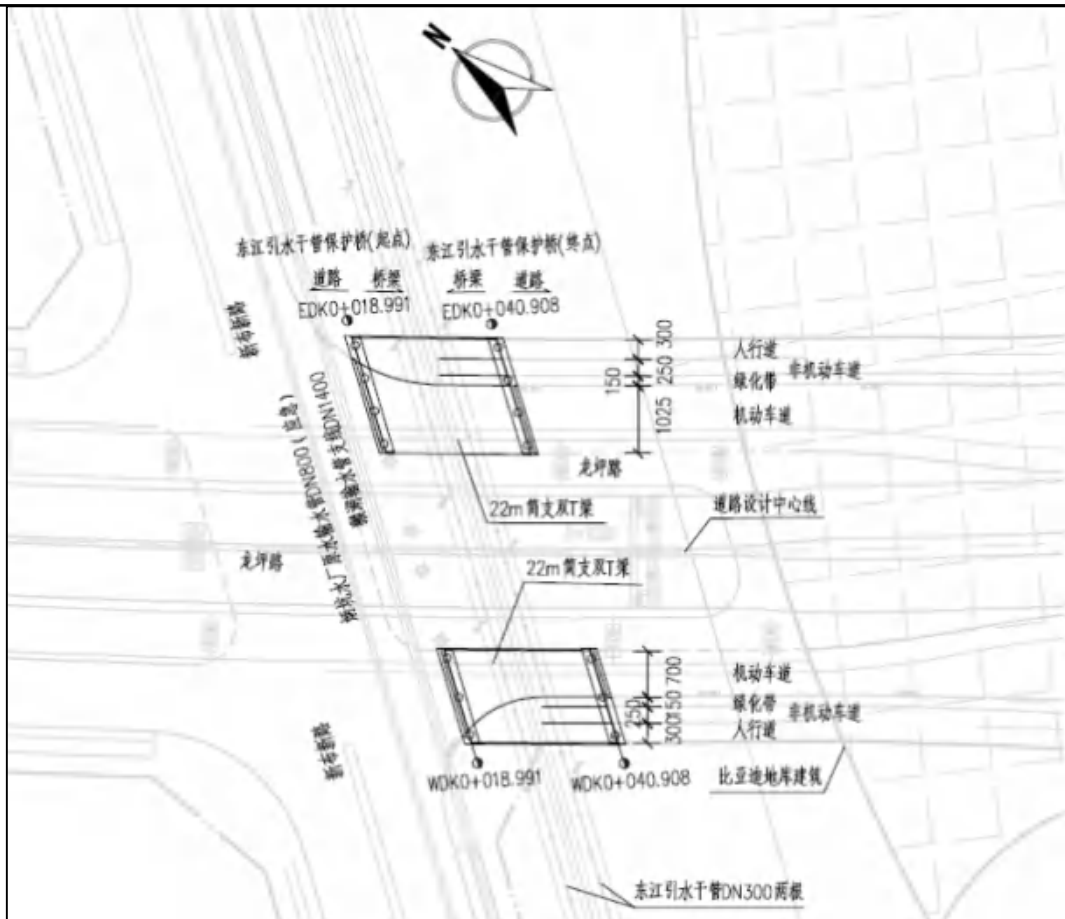 N
东江引水干管保护桥(起点)
东江引水干管保护桥(终点)
道路 桥梁
桥梁 道路
EDK0+018.991
EDK0+040.908
300
250
150
1025
人行道
非机动车道
绿化带
机动车道
龙坪路
22m简支双T梁
道路设计中心线
龙坪路
22m简支双T梁
700
150
250
300
机动车道
绿化带
非机动车道
人行道
WDK0+018.991
WDK0+040.908
比亚迪地库建筑
东江引水干管DN300两根